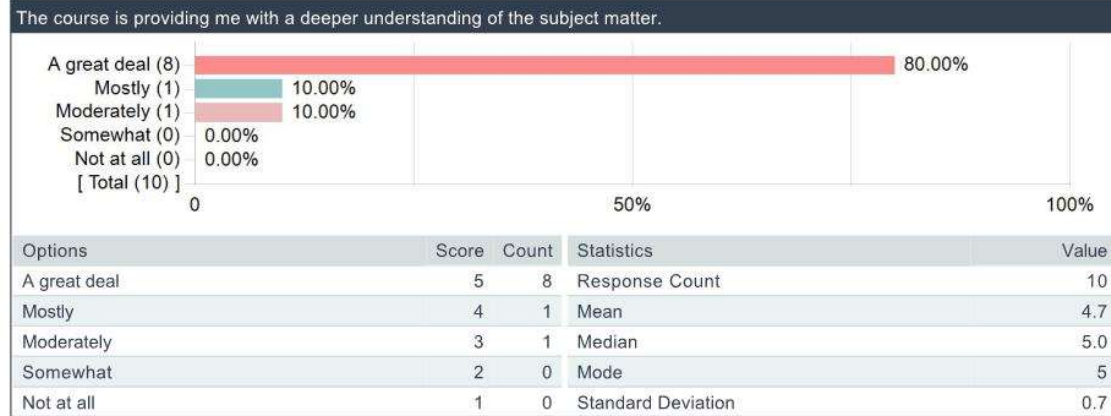 The course is providing me with a deeper understanding of the subject matter.
A great deal (8) 80.00%
Mostly (1) 10.00%
Moderately (1) 10.00%
Somewhat (0) 0.00%
Not at all (0) 0.00%
[ Total (10) ]
0 50% 100%
Options Score Count Statistics Value
A great deal 5 8 Response Count 10
Mostly 4 1 Mean 4.7
Moderately 3 1 Median 5.0
Somewhat 2 0 Mode 5
Not at all 1 0 Standard Deviation 0.7